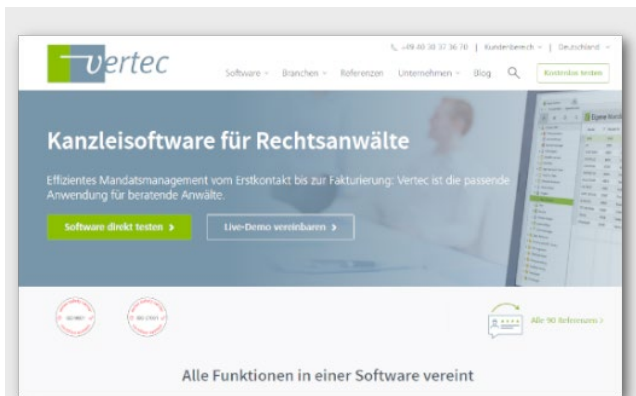 vertec
+49 40 30 37 36 70 | Kundenbereich | Deutschland
Software Branchen Referenzen Unternehmen Blog Kostenlos testen
Kanzleisoftware für Rechtsanwälte
Effizientes Mandatsmanagement vom Erstkontakt bis zur Fakturierung: Vertec ist die passende
Anwendung für beratende Anwälte.
Software direkt testen >
Live-Demo vereinbaren >
Alle 90 Referenzen >
Alle Funktionen in einer Software vereint